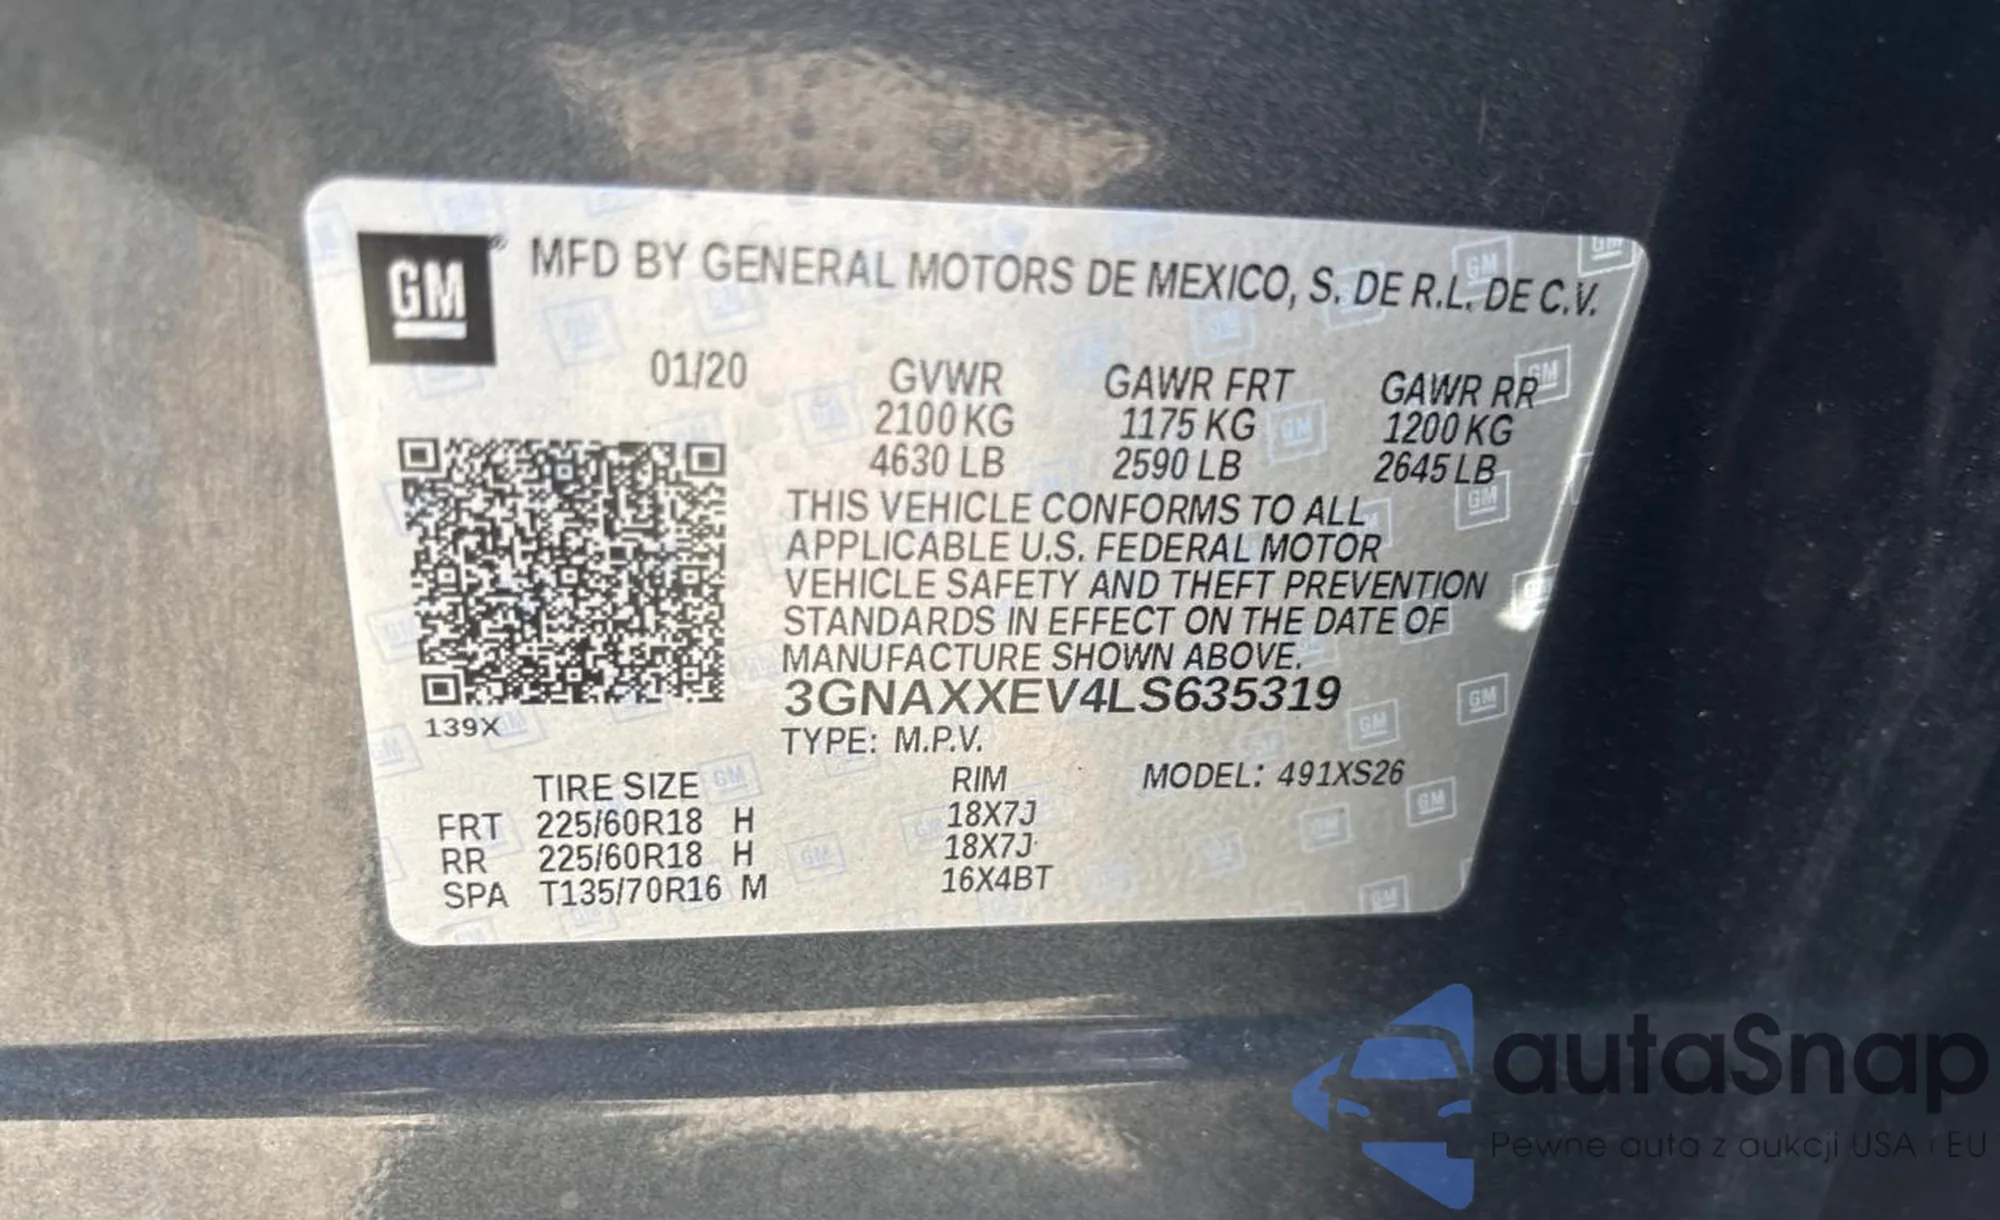 GM ® MFD BY GENERAL MOTORS DE MEXICO, S. DE R.L. DE C.V.
01/20 GVWR GAWR FRT GAWR RR
2100 KG 1175 KG 1200 KG
4630 LB 2590 LB 2645 LB
THIS VEHICLE CONFORMS TO ALL
APPLICABLE U.S. FEDERAL MOTOR
VEHICLE SAFETY AND THEFT PREVENTION
STANDARDS IN EFFECT ON THE DATE OF
MANUFACTURE SHOWN ABOVE.
3GNAXXEV4LS635319
139X
TYPE: M.P.V.
TIRE SIZE RIM MODEL: 491XS26
FRT 225/60R18 H 18X7J
RR 225/60R18 H 18X7J
SPA T135/70R16 M 16X4BT
autaSnap
Pewne auta z aukcji USA i EU